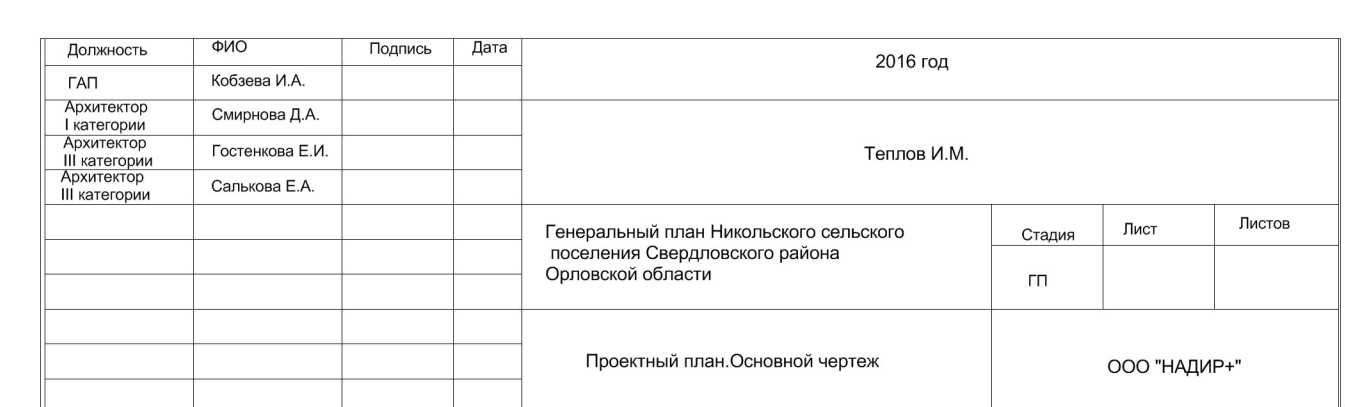 Должность ФИО Подпись Дата
2016 год
ГАП Кобзева И.А.
Архитектор
I категории
Смирнова Д.А.
Архитектор
III категории
Гостенкова Е.И.
Архитектор
III категории
Салькова Е.А.
Теплов И.М.
Генеральный план Никольского сельского
поселения Свердловского района
Орловской области
Стадия Лист Листов
ГП
Проектный план.Основной чертеж
ООО "НАДИР+"